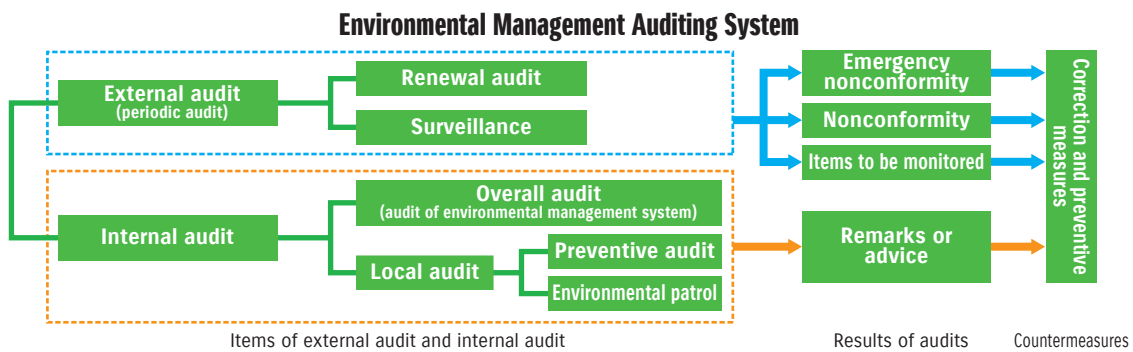 Environmental Management Auditing System
External audit
(periodic audit)
Renewal audit
Surveillance
Internal audit
Overall audit
(audit of environmental management system)
Local audit
Preventive audit
Environmental patrol
Emergency
nonconformity
Nonconformity
Items to be monitored
Remarks or
advice
Correction and preventive
measures
Items of external audit and internal audit
Results of audits
Countermeasures